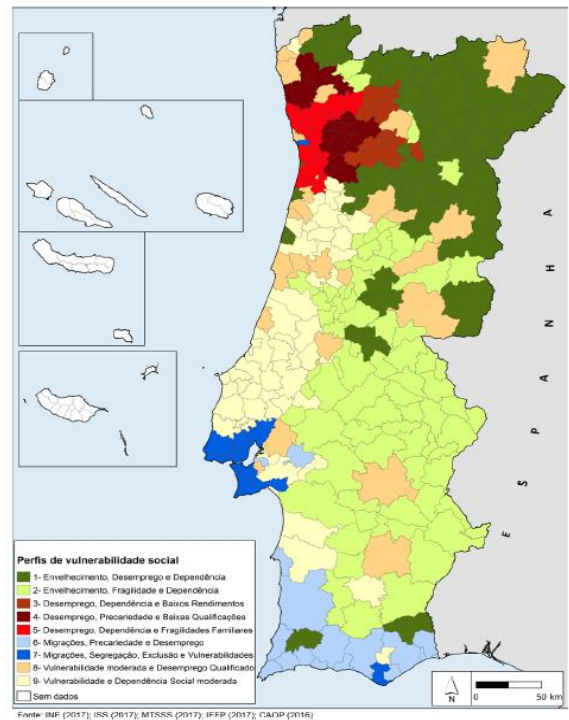 E S P A N H A
Perfis de vulnerabilidade social
1- Envelhecimento, Desemprego e Dependência
2- Envelhecimento, Fragilidade e Dependência
3- Desemprego, Dependência e Baixos Rendimentos
4- Desemprego, Precariedade e Baixas Qualificações
5- Desemprego, Dependência e Fragilidades Familiares
6- Migrações, Precariedade e Desemprego
7- Migrações, Segregação, Exclusão e Vulnerabilidades
8- Vulnerabilidade moderada e Desemprego Qualificado
9- Vulnerabilidade e Dependência Social moderada
Sem dados
N
0 50 km
Fonte: INE (2017); ISS (2017); MTSSS (2017); IEFP (2017); CAOP (2016)